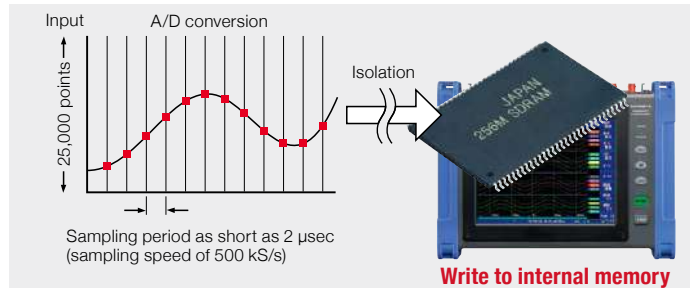 Input
A/D conversion
25,000 points
Isolation
JAPAN
256M SDRAM
Sampling period as short as 2 µsec
(sampling speed of 500 kS/s)
Write to internal memory